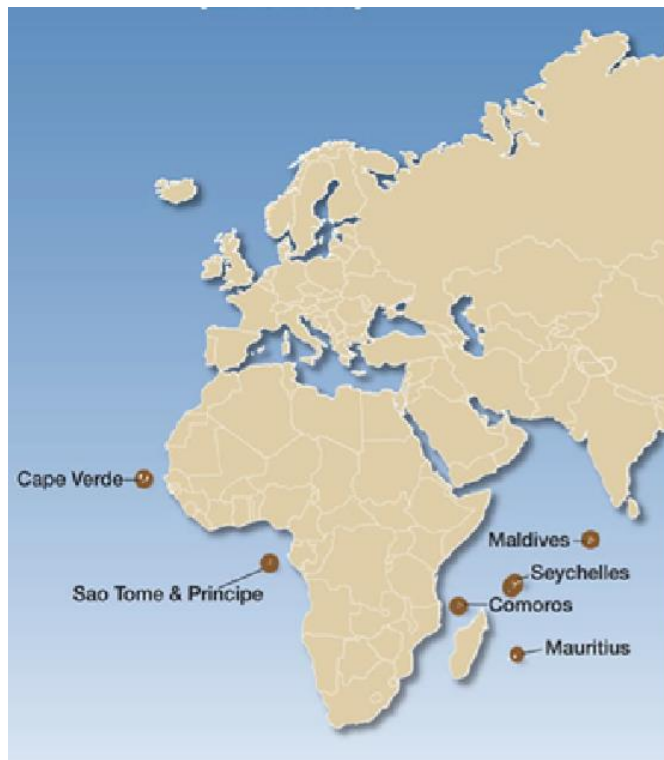 Cape Verde
Sao Tome & Principe
Maldives
Seychelles
Comoros
Mauritius